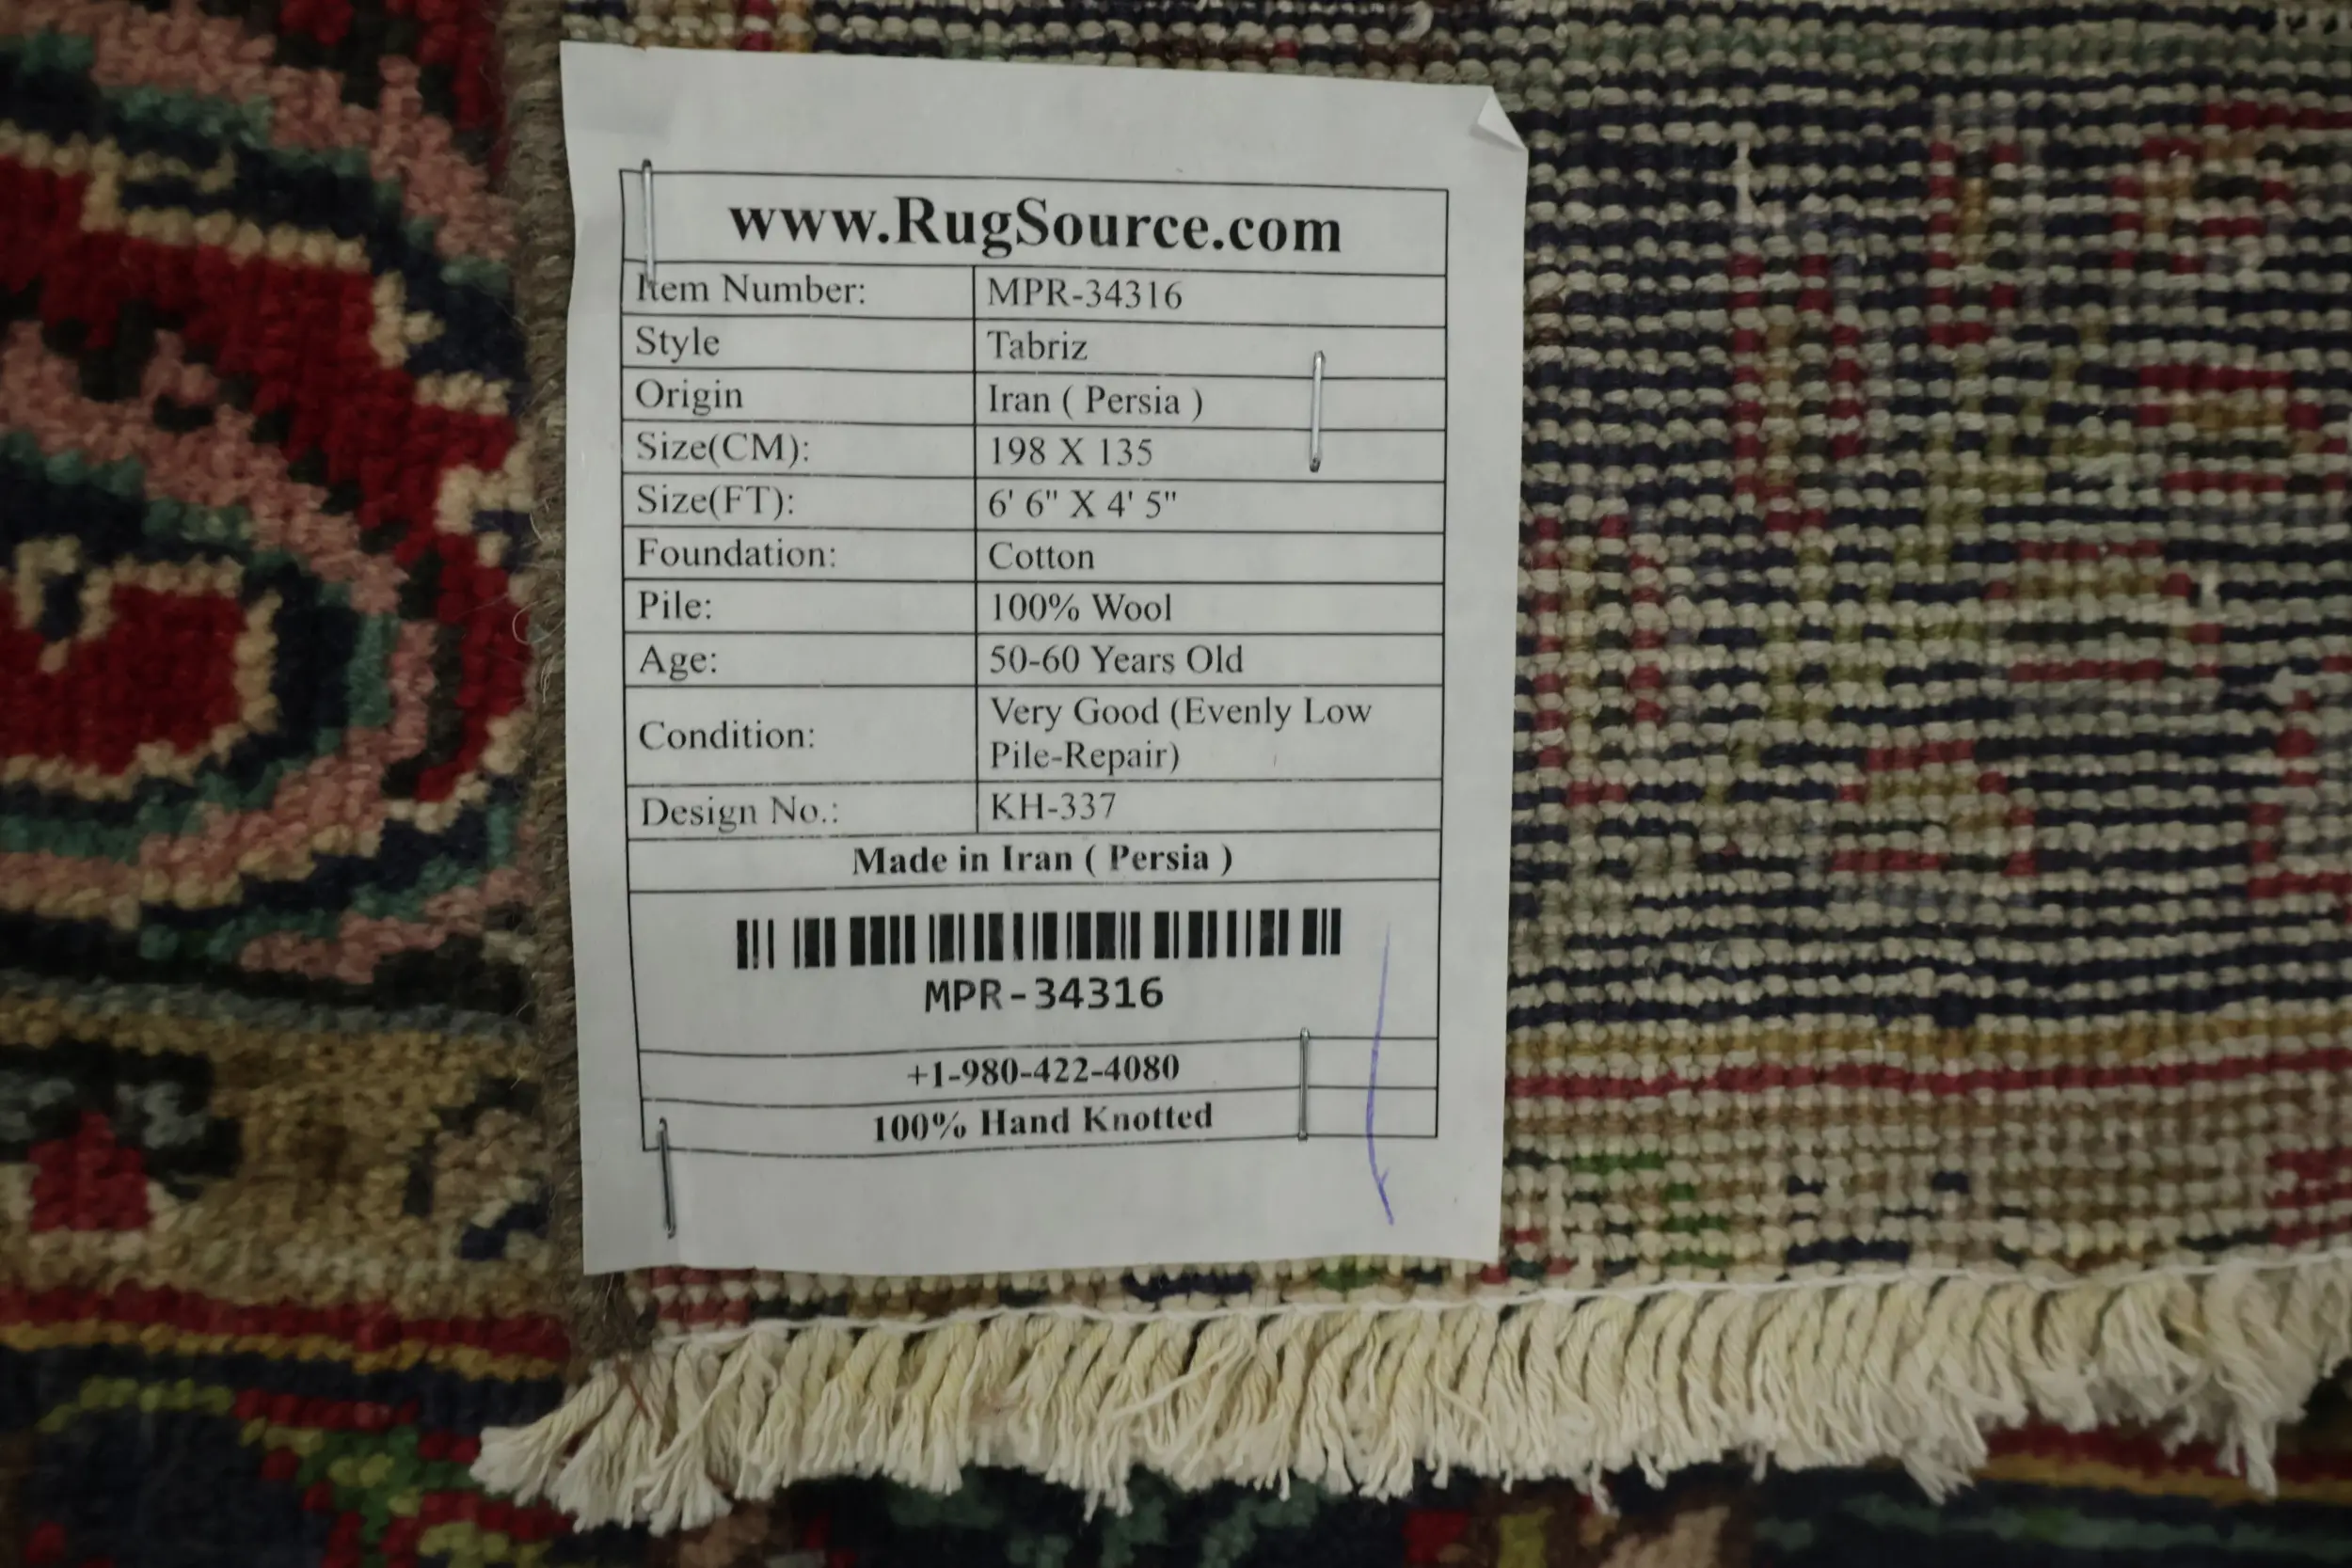 www.RugSource.com
Item Number: MPR-34316
Style Tabriz
Origin Iran ( Persia )
Size(CM): 198 X 135
Size(FT): 6' 6" X 4' 5"
Foundation: Cotton
Pile: 100% Wool
Age: 50-60 Years Old
Condition: Very Good (Evenly Low
Pile-Repair)
Design No.: KH-337
Made in Iran ( Persia )
MPR-34316
+1-980-422-4080
100% Hand Knotted